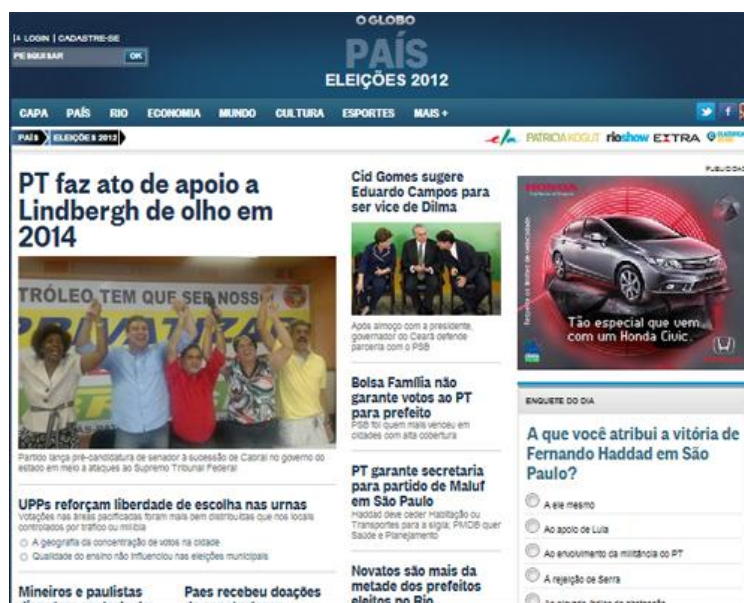 O GLOBO
LOGIN | CADASTRE-SE
PESQUISAR
OK
PAÍS
ELEIÇÕES 2012
CAPA PAÍS RIO ECONOMIA MUNDO CULTURA ESPORTES MAIS +
PAÍS ELEIÇÕES 2012
ela PATRICIA KOGUT rioshow EXTRA
PT faz ato de apoio a
Lindbergh de olho em
2014
TRÓLEO TEM QUE SER NOSS
PRIVATIZA
Partido lança pré-candidatura de senador à sucessão de Cabral no governo do
estado em meio a ataques ao Supremo Tribunal Federal
UPPs reforçam liberdade de escolha nas urnas
Votações nas áreas pacificadas foram mais bem distribuídas que nos locais
controlados por tráfico ou milícia
A geografia da concentração de votos na cidade
Qualidade do ensino não influenciou nas eleições municipais
Mineiros e paulistas
Paes recebeu doações
Cid Gomes sugere
Eduardo Campos para
ser vice de Dilma
Após almoço com a presidente,
governador do Ceará defende
parceria com o PSB
Bolsa Família não
garante votos ao PT
para prefeito
PSB foi quem mais venceu em
cidades com alta cobertura
PT garante secretaria
para partido de Maluf
em São Paulo
Haddad deve ceder Habitação ou
Transportes para a sigla; PMDB quer
Saúde e Planejamento
Novatos são mais da
metade dos prefeitos
eleitos no Rio
PUBLICIDAD
HONDA
Respeite os limites de velocidade.
Tão especial que vem
com um Honda Civic.
HONDA
ENQUETE DO DIA
A que você atribui a vitória de
Fernando Haddad em São
Paulo?
A ele mesmo
Ao apoio de Lula
Ao envolvimento da militância do PT
A rejeição de Serra